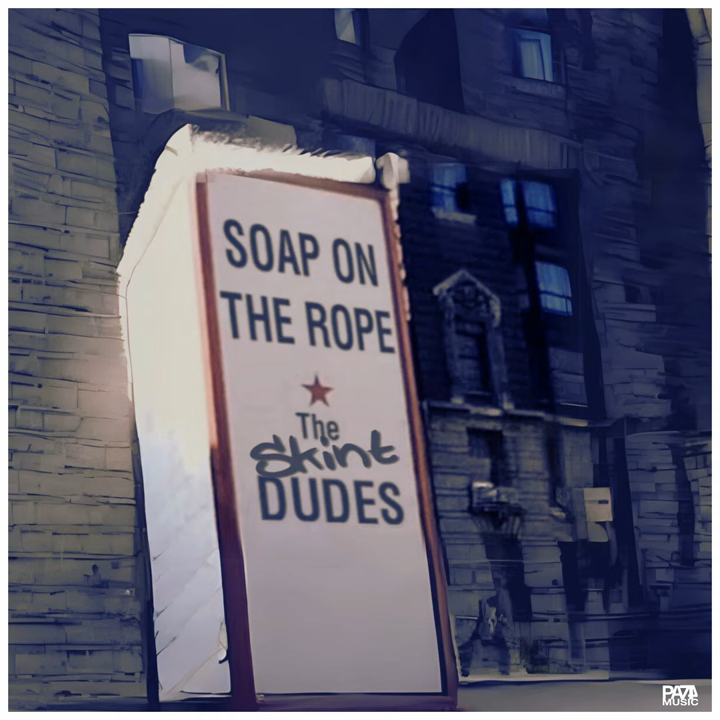 SOAP ON
THE ROPE
The
Skint
DUDES
PAZA
MUSIC